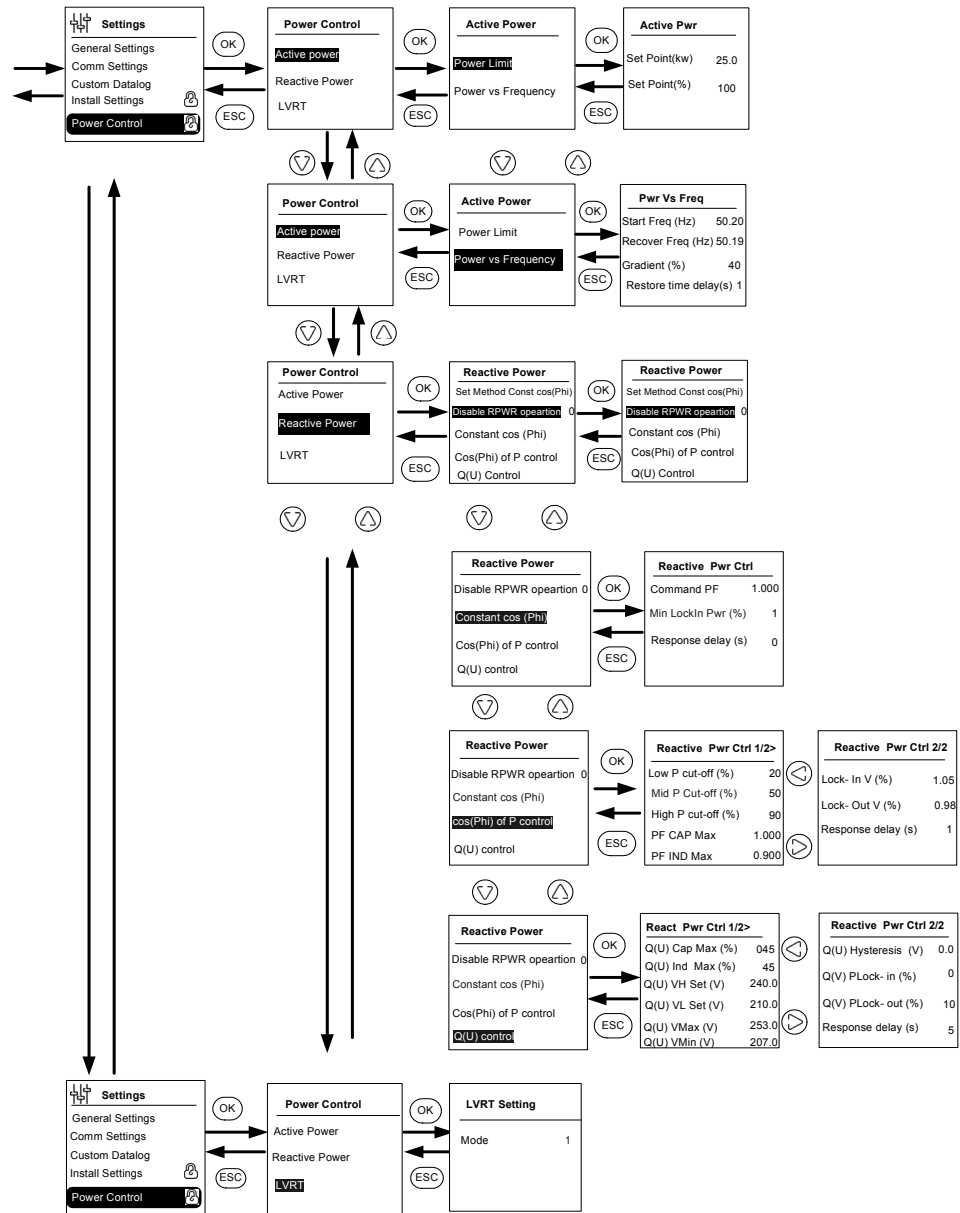 Settings
General Settings
Comm Settings
Custom Datalog
Install Settings
Power Control
OK
ESC
Power Control
Active power
Reactive Power
LVRT
OK
ESC
Active Power
Power Limit
Power vs Frequency
OK
ESC
Active Pwr
Set Point(kw) 25.0
Set Point(%) 100
Power Control
Active power
Reactive Power
LVRT
OK
ESC
Active Power
Power Limit
Power vs Frequency
OK
ESC
Pwr Vs Freq
Start Freq (Hz) 50.20
Recover Freq (Hz) 50.19
Gradient (%) 40
Restore time delay(s) 1
Power Control
Active Power
Reactive Power
LVRT
OK
ESC
Reactive Power
Set Method Const cos(Phi)
Disable RPWR opeartion 0
Constant cos (Phi)
Cos(Phi) of P control
Q(U) Control
OK
ESC
Reactive Power
Set Method Const cos(Phi)
Disable RPWR opeartion 0
Constant cos (Phi)
Cos(Phi) of P control
Q(U) Control
Reactive Power
Disable RPWR opeartion 0
Constant cos (Phi)
Cos(Phi) of P control
Q(U) control
OK
ESC
Reactive Pwr Ctrl
Command PF 1.000
Min LockIn Pwr (%) 1
Response delay (s) 0
Reactive Power
Disable RPWR opeartion 0
Constant cos (Phi)
cos(Phi) of P control
Q(U) control
OK
ESC
Reactive Pwr Ctrl 1/2>
Low P cut-off (%) 20
Mid P Cut-off (%) 50
High P cut-off (%) 90
PF CAP Max 1.000
PF IND Max 0.900
Reactive Pwr Ctrl 2/2
Lock- In V (%) 1.05
Lock- Out V (%) 0.98
Response delay (s) 1
Reactive Power
Disable RPWR opeartion 0
Constant cos (Phi)
Cos(Phi) of P control
Q(U) control
OK
ESC
React Pwr Ctrl 1/2>
Q(U) Cap Max (%) 045
Q(U) Ind Max (%) 45
Q(U) VH Set (V) 240.0
Q(U) VL Set (V) 210.0
Q(U) VMax (V) 253.0
Q(U) VMin (V) 207.0
Reactive Pwr Ctrl 2/2
Q(U) Hysteresis (V) 0.0
Q(V) PLock- in (%) 0
Q(V) PLock- out (%) 10
Response delay (s) 5
Settings
General Settings
Comm Settings
Custom Datalog
Install Settings
Power Control
OK
ESC
Power Control
Active Power
Reactive Power
LVRT
OK
ESC
LVRT Setting
Mode 1